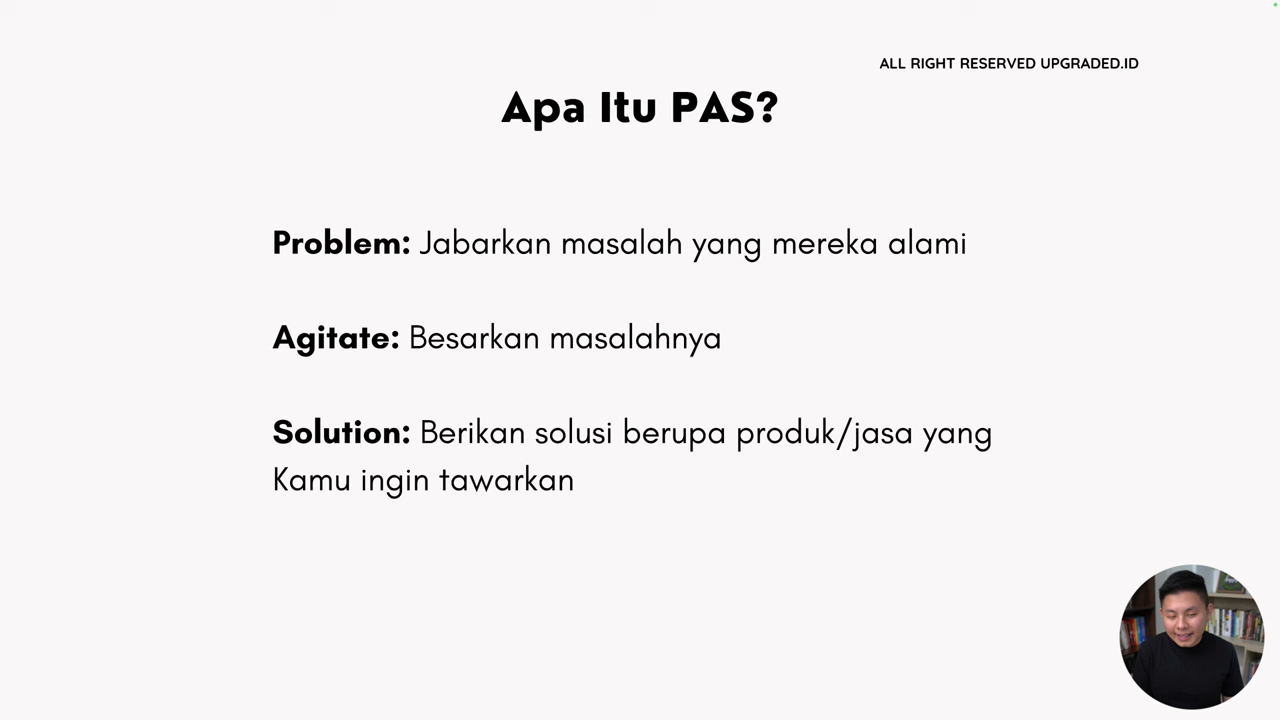 ALL RIGHT RESERVED UPGRADED.ID
Apa Itu PAS?
Problem: Jabarkan masalah yang mereka alami
Agitate: Besarkan masalahnya
Solution: Berikan solusi berupa produk/jasa yang
Kamu ingin tawarkan